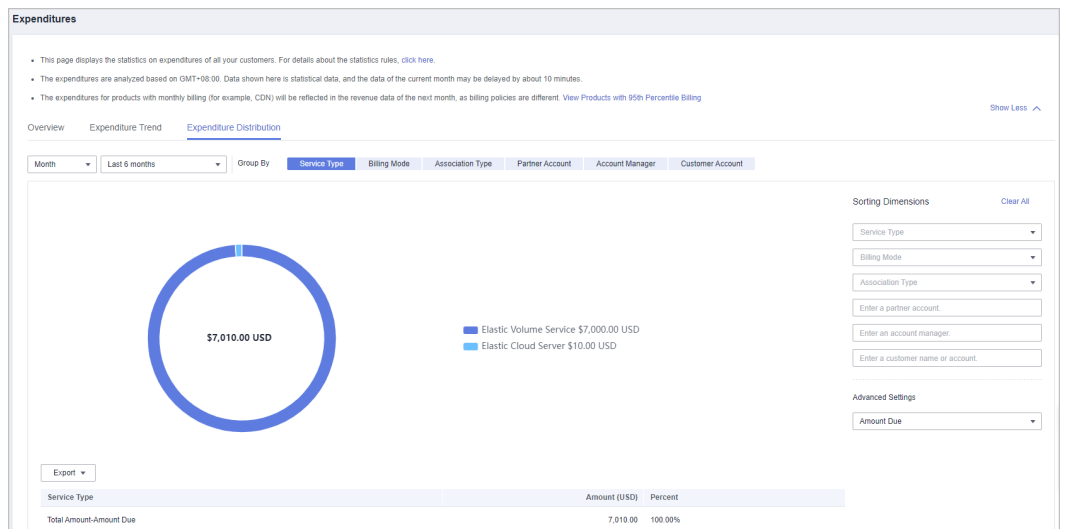 Expenditures
This page displays the statistics on expenditures of all your customers. For details about the statistics rules, click here.
The expenditures are analyzed based on GMT+08:00. Data shown here is statistical data, and the data of the current month may be delayed by about 10 minutes.
The expenditures for products with monthly billing (for example, CDN) will be reflected in the revenue data of the next month, as billing policies are different. View Products with 95th Percentile Billing
Show Less
Overview Expenditure Trend Expenditure Distribution
Month Last 6 months Group By Service Type Billing Mode Association Type Partner Account Account Manager Customer Account
Sorting Dimensions Clear All
Service Type
Billing Mode
Association Type
Enter a partner account.
Enter an account manager.
Enter a customer name or account.
Advanced Settings
Amount Due
$7,010.00 USD
Elastic Volume Service $7,000.00 USD
Elastic Cloud Server $10.00 USD
Export
Service Type Amount (USD) Percent
Total Amount-Amount Due 7,010.00 100.00%